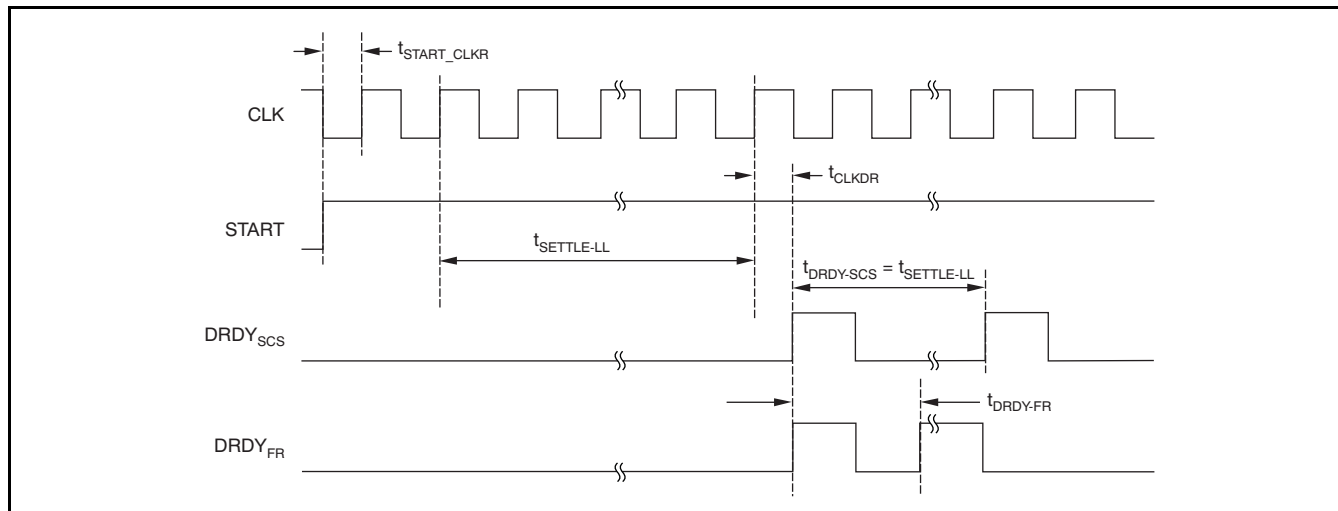 tSTART_CLKR
CLK
tCLKDR
START
tSETTLE-LL
tDRDY-SCS = tSETTLE-LL
DRDYSCS
tDRDY-FR
DRDYFR